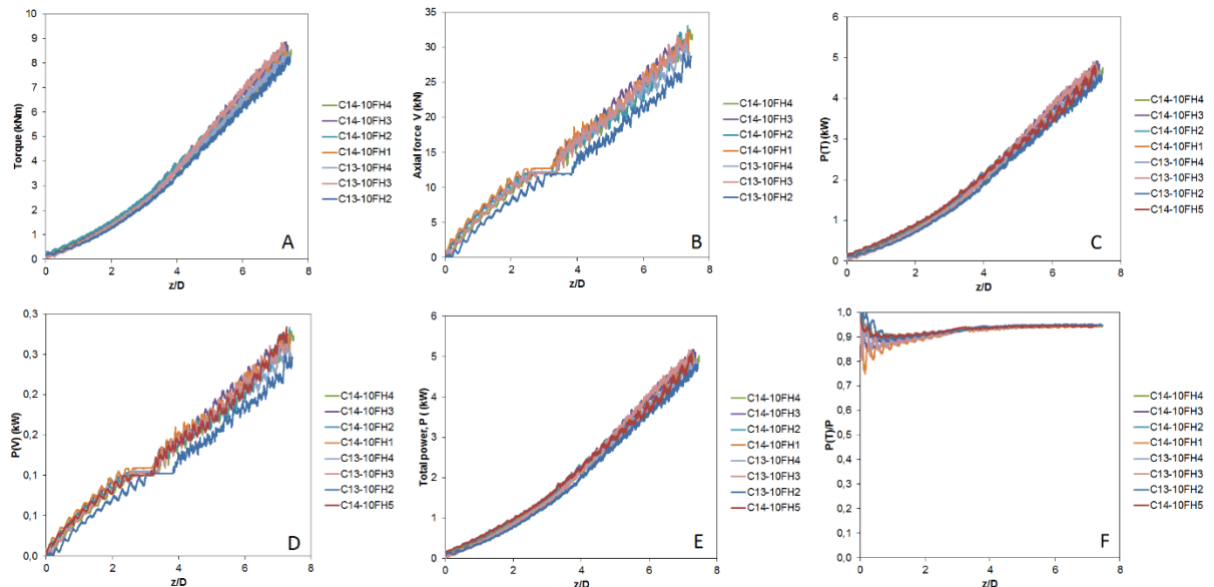 10
9
8
7
6
5
4
3
2
1
0
Torque (kNm)
0 2 4 6 8
z/D
A
C14-10FH4
C14-10FH3
C14-10FH2
C14-10FH1
C13-10FH4
C13-10FH3
C13-10FH2
35
30
25
20
15
10
5
0
Axial force V (kN)
0 2 4 6 8
z/D
B
C14-10FH4
C14-10FH3
C14-10FH2
C14-10FH1
C13-10FH4
C13-10FH3
C13-10FH2
6
5
4
3
2
1
0
P(T) (kW)
0 2 4 6 8
z/D
C
C14-10FH4
C14-10FH3
C14-10FH2
C14-10FH1
C13-10FH4
C13-10FH3
C13-10FH2
C14-10FH5
0,3
0,3
0,2
0,2
0,1
0,1
0,0
P(V) (kW)
0 2 4 6 8
z/D
D
C14-10FH4
C14-10FH3
C14-10FH2
C14-10FH1
C13-10FH4
C13-10FH3
C13-10FH2
C14-10FH5
6
5
4
3
2
1
0
Total power, P t (kW)
0 2 4 6 8
z/D
E
C14-10FH4
C14-10FH3
C14-10FH2
C14-10FH1
C13-10FH4
C13-10FH3
C13-10FH2
C14-10FH5
1,0
0,9
0,8
0,7
0,6
0,5
0,4
0,3
0,2
0,1
0,0
P(T)/P
0 2 4 6 8
z/D
F
C14-10FH4
C14-10FH3
C14-10FH2
C14-10FH1
C13-10FH4
C13-10FH3
C13-10FH2
C14-10FH5